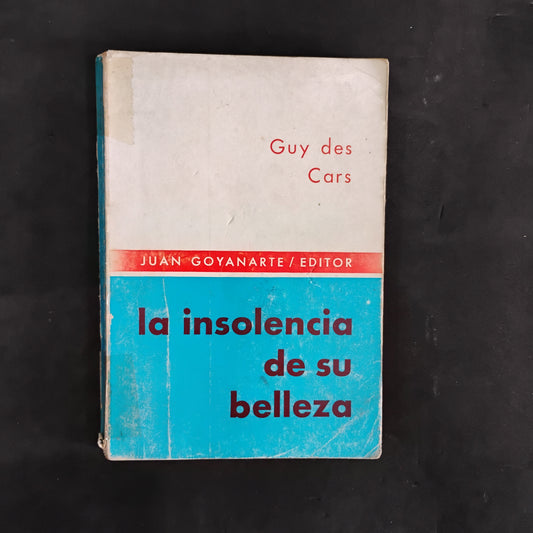 Guy des
Cars
JUAN GOYANARTE / EDITOR
la insolencia
de su
belleza